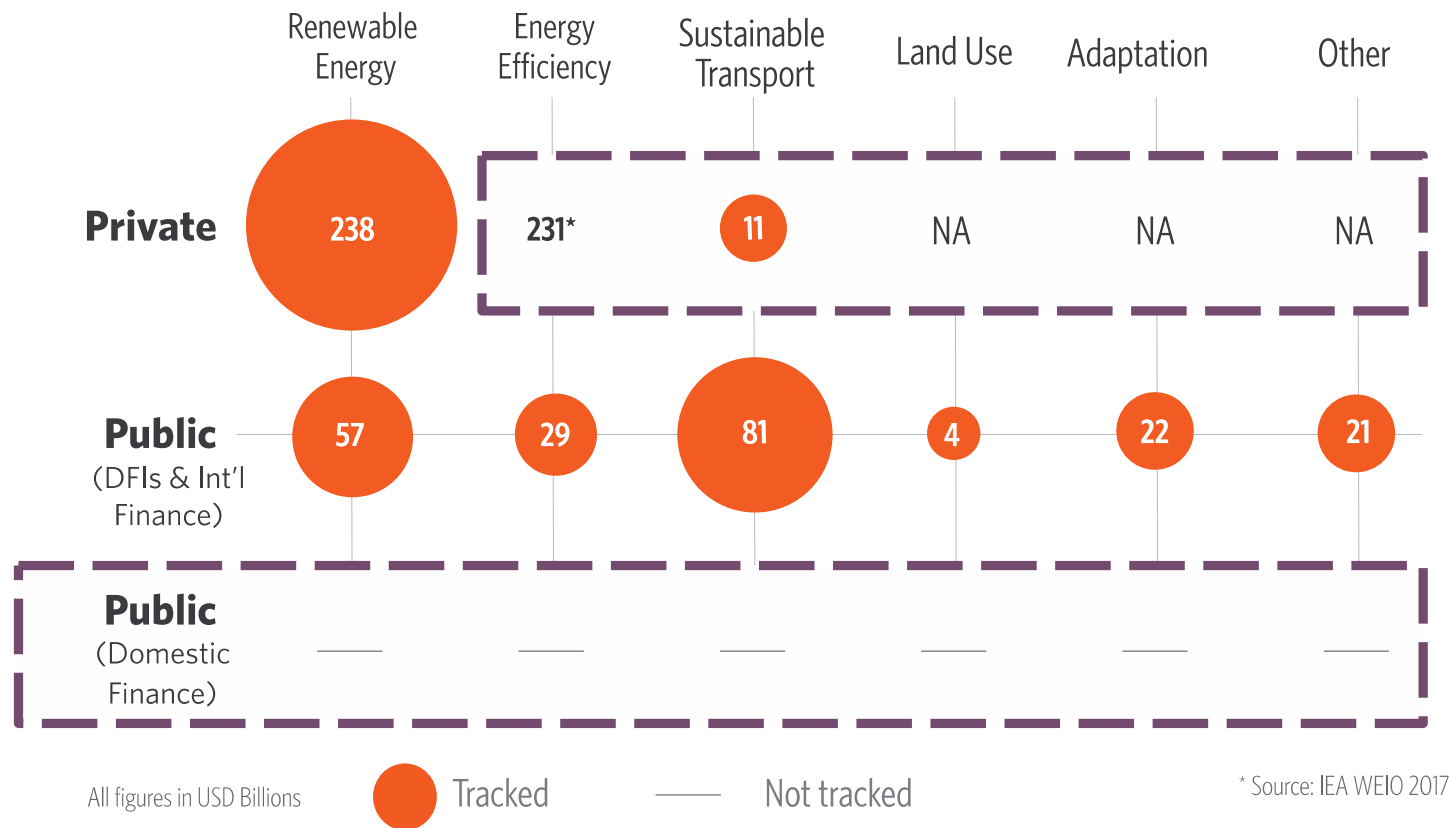 Renewable
Energy
Energy
Efficiency
Sustainable
Transport
Land Use
Adaptation
Other
Private
238
231*
11
NA
NA
NA
Public
(DFIs & Int'l
Finance)
57
29
81
4
22
21
Public
(Domestic
Finance)
All figures in USD Billions
Tracked
Not tracked
* Source: IEA WEIO 2017